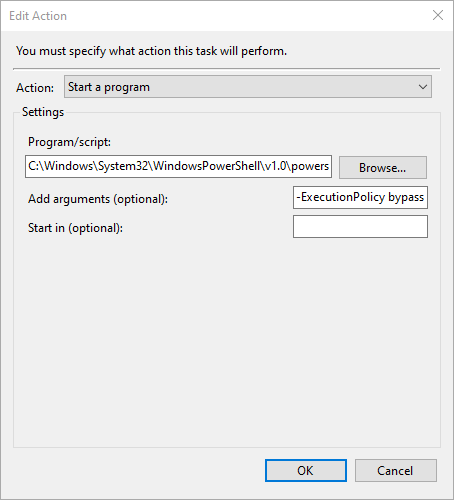 Edit Action
You must specify what action this task will perform.
Action: Start a program
Settings
Program/script:
C:\Windows\System32\WindowsPowerShell\v1.0\powers
Browse...
Add arguments (optional): -ExecutionPolicy bypass
Start in (optional):
OK Cancel